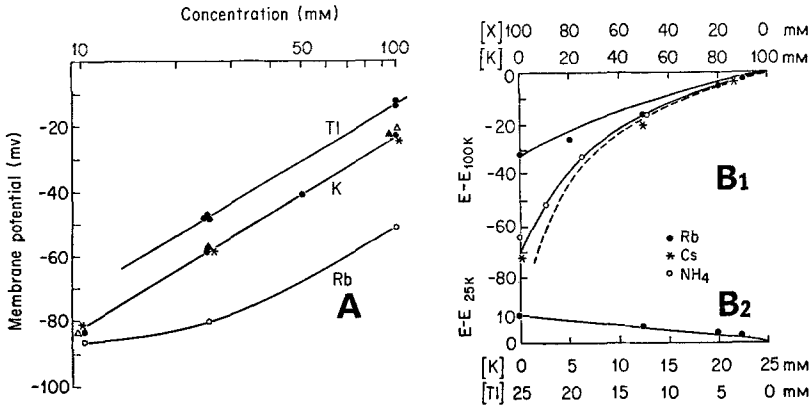 Concentration (mM)
10 50 100
Membrane potential (mv)
-20
-40
-60
-80
-100
Tl
K
Rb
A
[X] 100 80 60 40 20 0 mM
[K] 0 20 40 60 80 100 mM
E-E100K
0
-20
-40
-60
-80
B1
Rb
Cs
NH4
E-E 25K
10
0
B2
[K] 0 5 10 15 20 25 mM
[Tl] 25 20 15 10 5 0 mM